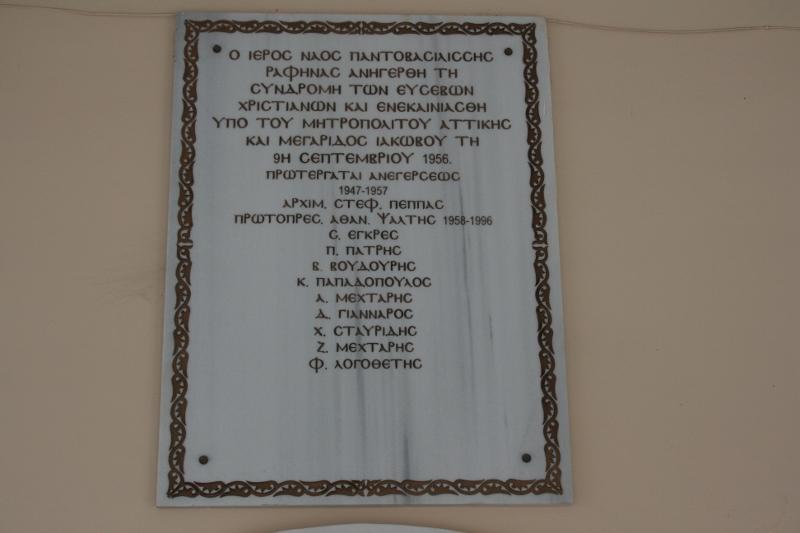 Ο ΙΕΡΟΣ ΝΑΟΣ ΠΑΝΤΟΒΑΣΙΛΙΣΣΗΣ
ΡΑΦΗΝΑΣ ΑΝΗΓΕΡΘΗ ΤΗ
ΣΥΝΔΡΟΜΗ ΤΩΝ ΕΥΣΕΒΩΝ
ΧΡΙΣΤΙΑΝΩΝ ΚΑΙ ΕΝΕΚΑΙΝΙΑΣΘΗ
ΥΠΟ ΤΟΥ ΜΗΤΡΟΠΟΛΙΤΟΥ ΑΤΤΙΚΗΣ
ΚΑΙ ΜΕΓΑΡΙΔΟΣ ΙΑΚΩΒΟΥ ΤΗ
9Η ΣΕΠΤΕΜΒΡΙΟΥ 1956.
ΠΡΩΤΕΡΓΑΤΑΙ ΑΝΕΓΕΡΣΕΩΣ
1947-1957
ΑΡΧΙΜ. ΣΤΕΦ. ΠΕΠΠΑΣ
ΠΡΩΤΟΠΡΕΣ. ΑΘΑΝ. ΨΑΛΤΗΣ 1958-1996
Σ. ΕΓΚΡΕΣ
Π. ΠΑΤΡΗΣ
Β. ΒΟΥΔΟΥΡΗΣ
Κ. ΠΑΠΑΔΟΠΟΥΛΟΣ
Α. ΜΕΧΤΑΡΗΣ
Δ. ΓΙΑΝΝΑΡΟΣ
Χ. ΣΤΑΥΡΙΔΗΣ
Ζ. ΜΕΧΤΑΡΗΣ
Φ. ΛΟΓΟΘΕΤΗΣ